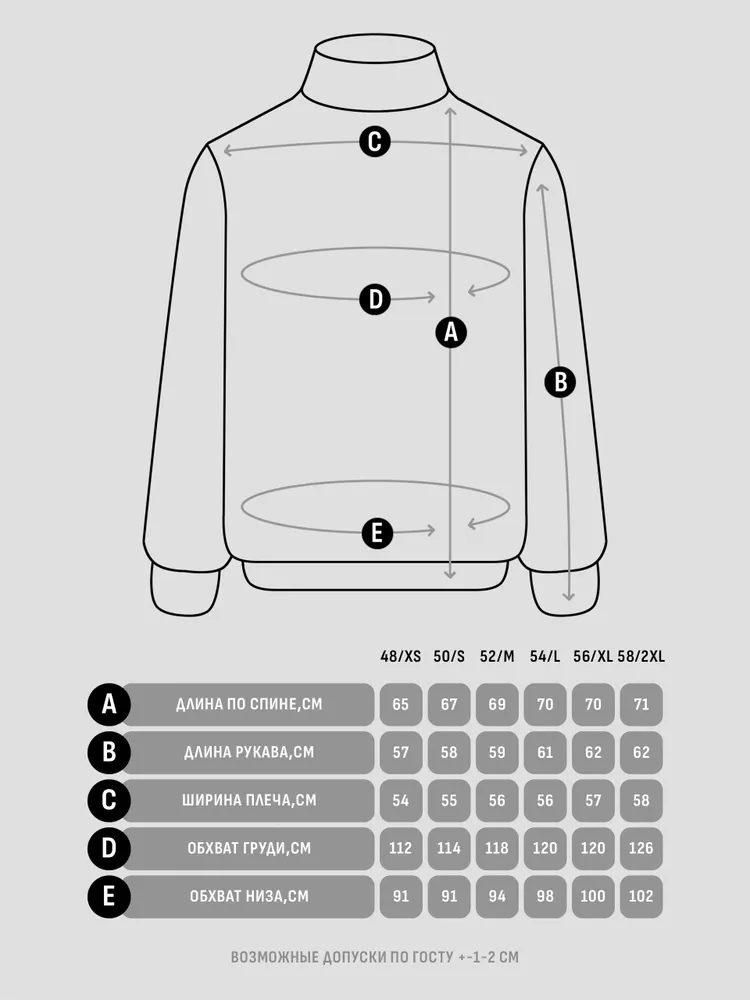 C
D
A
B
E
48/XS 50/S 52/M 54/L 56/XL 58/2XL
A ДЛИНА ПО СПИНЕ,СМ 65 67 69 70 70 71
B ДЛИНА РУКАВА,СМ 57 58 59 61 62 62
C ШИРИНА ПЛЕЧА,СМ 54 55 56 56 57 58
D ОБХВАТ ГРУДИ,СМ 112 114 118 120 120 126
E ОБХВАТ НИЗА,СМ 91 91 94 98 100 102
ВОЗМОЖНЫЕ ДОПУСКИ ПО ГОСТУ +-1-2 СМ